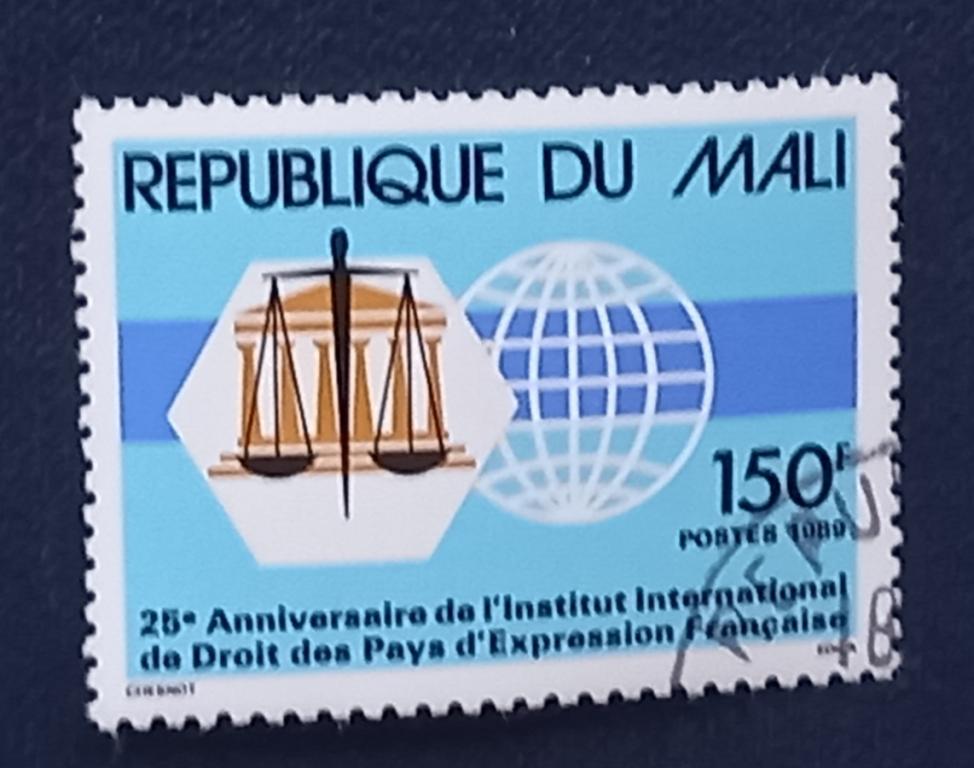 REPUBLIQUE DU MALI
150F
POSTES 1989
25e Anniversaire de l'Institut International
de Droit des Pays d'Expression Française